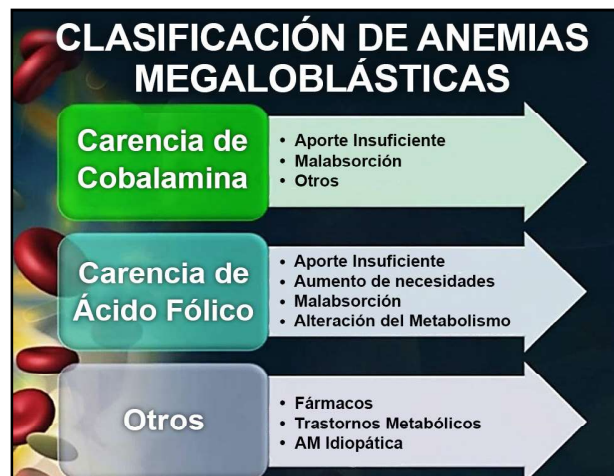 CLASIFICACIÓN DE ANEMIAS
MEGALOBLÁSTICAS
Carencia de
Cobalamina
• Aporte Insuficiente
• Malabsorción
• Otros
Carencia de
Ácido Fólico
• Aporte Insuficiente
• Aumento de necesidades
• Malabsorción
• Alteración del Metabolismo
Otros
• Fármacos
• Trastornos Metabólicos
• AM Idiopática